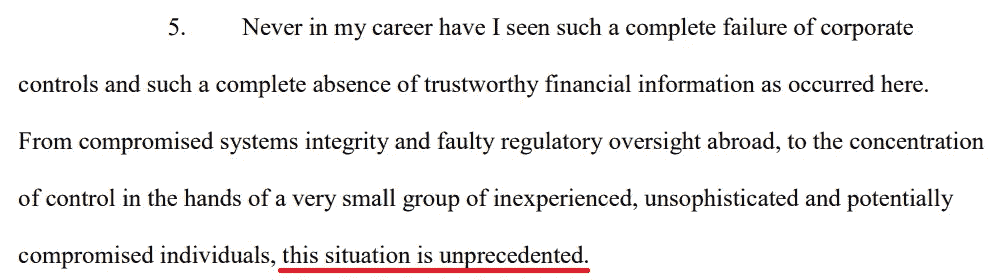 5. Never in my career have I seen such a complete failure of corporate
controls and such a complete absence of trustworthy financial information as occurred here.
From compromised systems integrity and faulty regulatory oversight abroad, to the concentration
of control in the hands of a very small group of inexperienced, unsophisticated and potentially
compromised individuals, this situation is unprecedented.